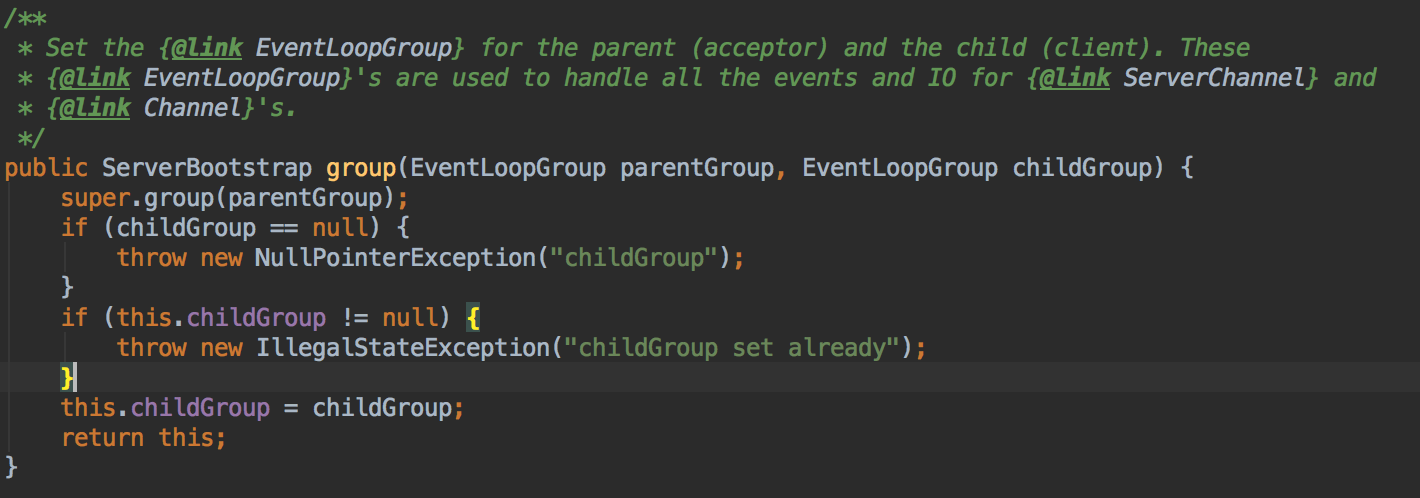 /**
 * Set the {@link EventLoopGroup} for the parent (acceptor) and the child (client). These
 * {@link EventLoopGroup}'s are used to handle all the events and IO for {@link ServerChannel} and
 * {@link Channel}'s.
 */
public ServerBootstrap group(EventLoopGroup parentGroup, EventLoopGroup childGroup) {
    super.group(parentGroup);
    if (childGroup == null) {
        throw new NullPointerException("childGroup");
    }
    if (this.childGroup != null) {
        throw new IllegalStateException("childGroup set already");
    }
    this.childGroup = childGroup;
    return this;
}